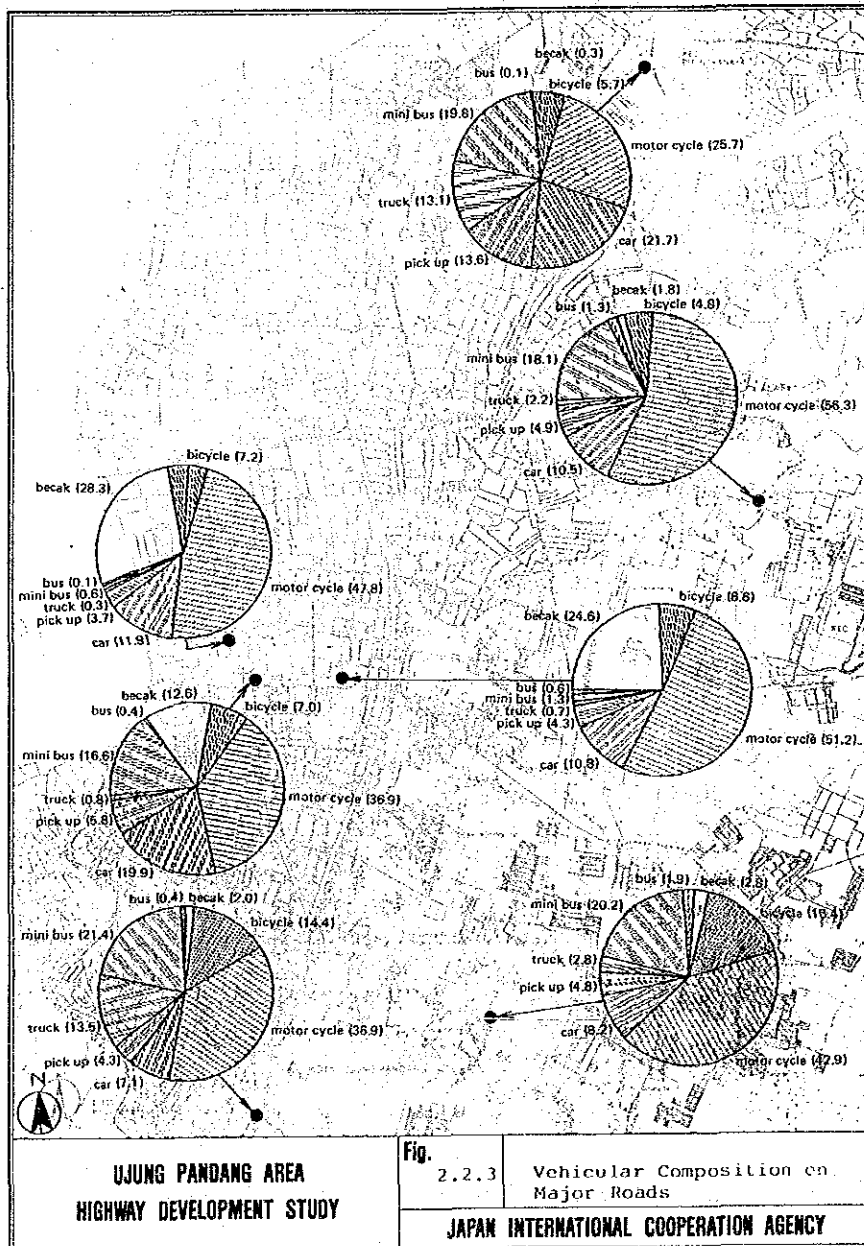 becak (0.3)
bus (0.1)
bicycle (5.7)
mini bus (19.8)
motor cycle (25.7)
truck (13.1)
car (21.7)
pick up (13.6)
becak (1.8)
bus (1.3)
bicycle (4.8)
mini bus (18.1)
truck (2.2)
motor cycle (56.3)
pick up (4.9)
car (10.5)
bicycle (7.2)
becak (28.3)
motor cycle (47.8)
bus (0.1)
mini bus (0.6)
truck (0.3)
pick up (3.7)
car (11.9)
bicycle (6.6)
becak (24.6)
bus (0.6)
mini bus (1.3)
truck (0.7)
pick up (4.3)
motor cycle (51.2)
car (10.8)
becak (12.6)
bus (0.4)
bicycle (7.0)
mini bus (16.6)
truck (0.8)
motor cycle (36.9)
pick up (5.8)
car (19.9)
bus (0.4) becak (2.0)
bicycle (14.4)
mini bus (21.4)
truck (13.5)
motor cycle (36.9)
pick up (4.3)
car (7.1)
bus (1.9) becak (2.8)
mini bus (20.2)
bicycle (16.4)
truck (2.8)
pick up (4.8)
car (8.2)
motor cycle (42.9)
N
UJUNG PANDANG AREA
HIGHWAY DEVELOPMENT STUDY
Fig.
2.2.3
Vehicular Composition on
Major Roads
JAPAN INTERNATIONAL COOPERATION AGENCY